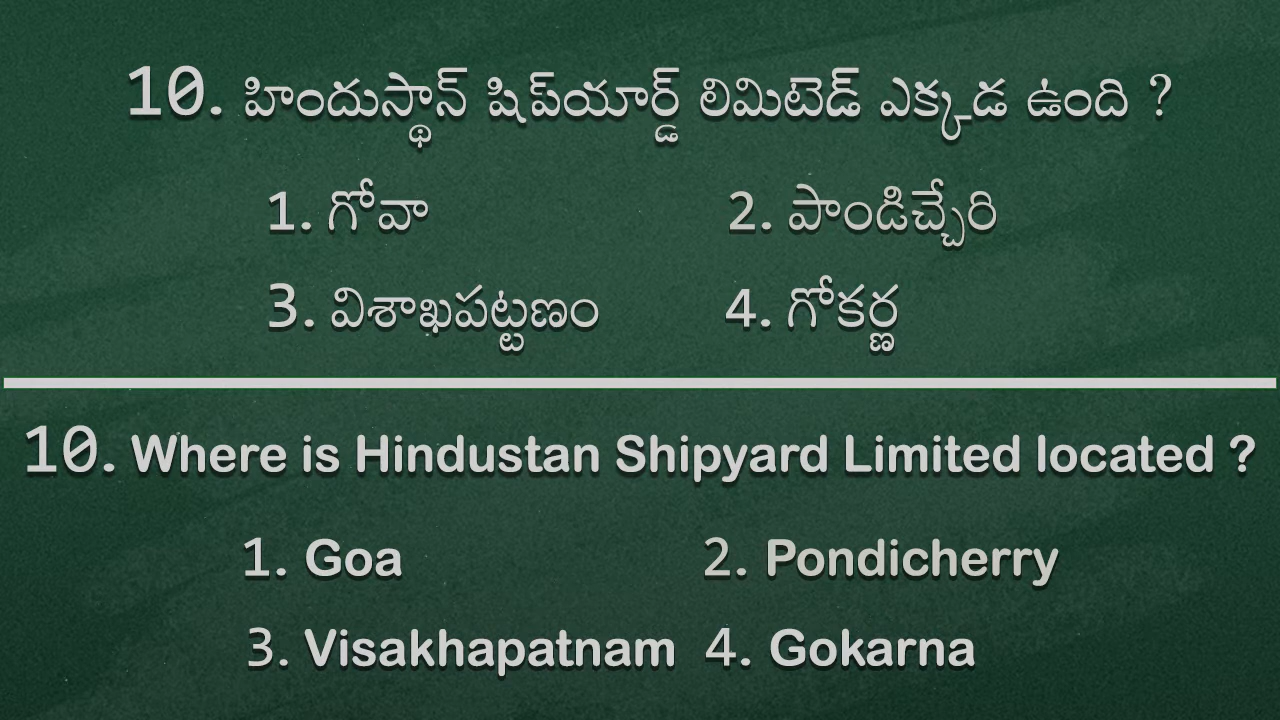 10. హిందుస్థాన్ షిప్‌యార్డ్ లిమిటెడ్ ఎక్కడ ఉంది ?
1. గోవా 2. పాండిచ్చేరి
3. విశాఖపట్టణం 4. గోకర్ణ
10. Where is Hindustan Shipyard Limited located ?
1. Goa 2. Pondicherry
3. Visakhapatnam 4. Gokarna